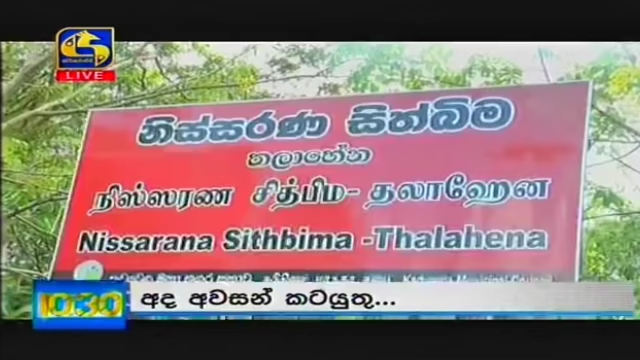 LIVE
නිස්සරණ සිත්බිම
තලාහේන
நிஸ்ஸரண சித்பிம-தலாஹேன
Nissarana Sithbima -Thalahena
10:30 අද අවසන් කටයුතු...